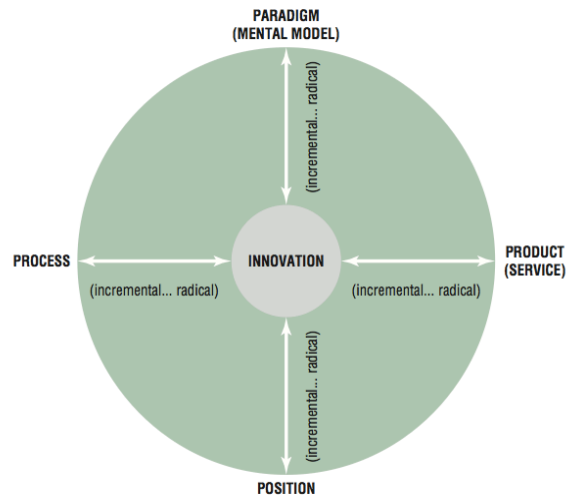 PARADIGM
(MENTAL MODEL)
(incremental... radical)
PROCESS
INNOVATION
PRODUCT
(SERVICE)
(incremental... radical)
(incremental... radical)
(incremental... radical)
POSITION